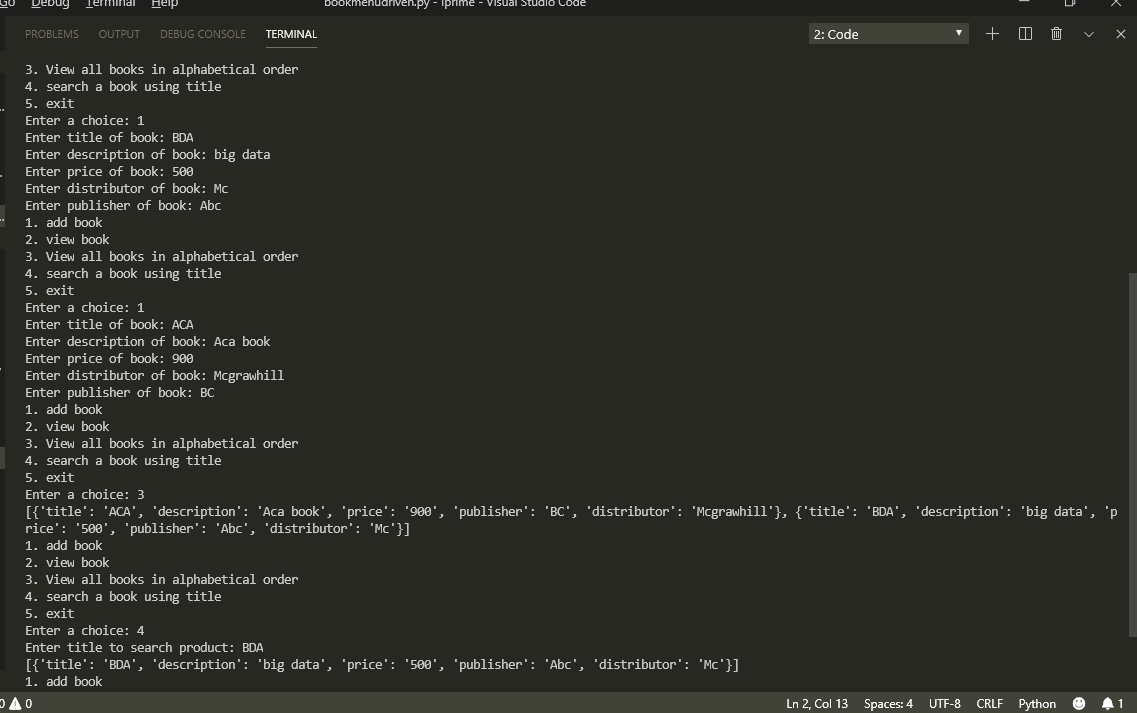 Go Debug Terminal Help bookmenudriven.py - Iprime - Visual Studio Code
PROBLEMS OUTPUT DEBUG CONSOLE TERMINAL 2: Code
3. View all books in alphabetical order
4. search a book using title
5. exit
Enter a choice: 1
Enter title of book: BDA
Enter description of book: big data
Enter price of book: 500
Enter distributor of book: Mc
Enter publisher of book: Abc
1. add book
2. view book
3. View all books in alphabetical order
4. search a book using title
5. exit
Enter a choice: 1
Enter title of book: ACA
Enter description of book: Aca book
Enter price of book: 900
Enter distributor of book: Mcgrawhill
Enter publisher of book: BC
1. add book
2. view book
3. View all books in alphabetical order
4. search a book using title
5. exit
Enter a choice: 3
[{'title': 'ACA', 'description': 'Aca book', 'price': '900', 'publisher': 'BC', 'distributor': 'Mcgrawhill'}, {'title': 'BDA', 'description': 'big data', 'p
rice': '500', 'publisher': 'Abc', 'distributor': 'Mc'}]
1. add book
2. view book
3. View all books in alphabetical order
4. search a book using title
5. exit
Enter a choice: 4
Enter title to search product: BDA
[{'title': 'BDA', 'description': 'big data', 'price': '500', 'publisher': 'Abc', 'distributor': 'Mc'}]
1. add book
0 0 Ln 2, Col 13 Spaces: 4 UTF-8 CRLF Python 1